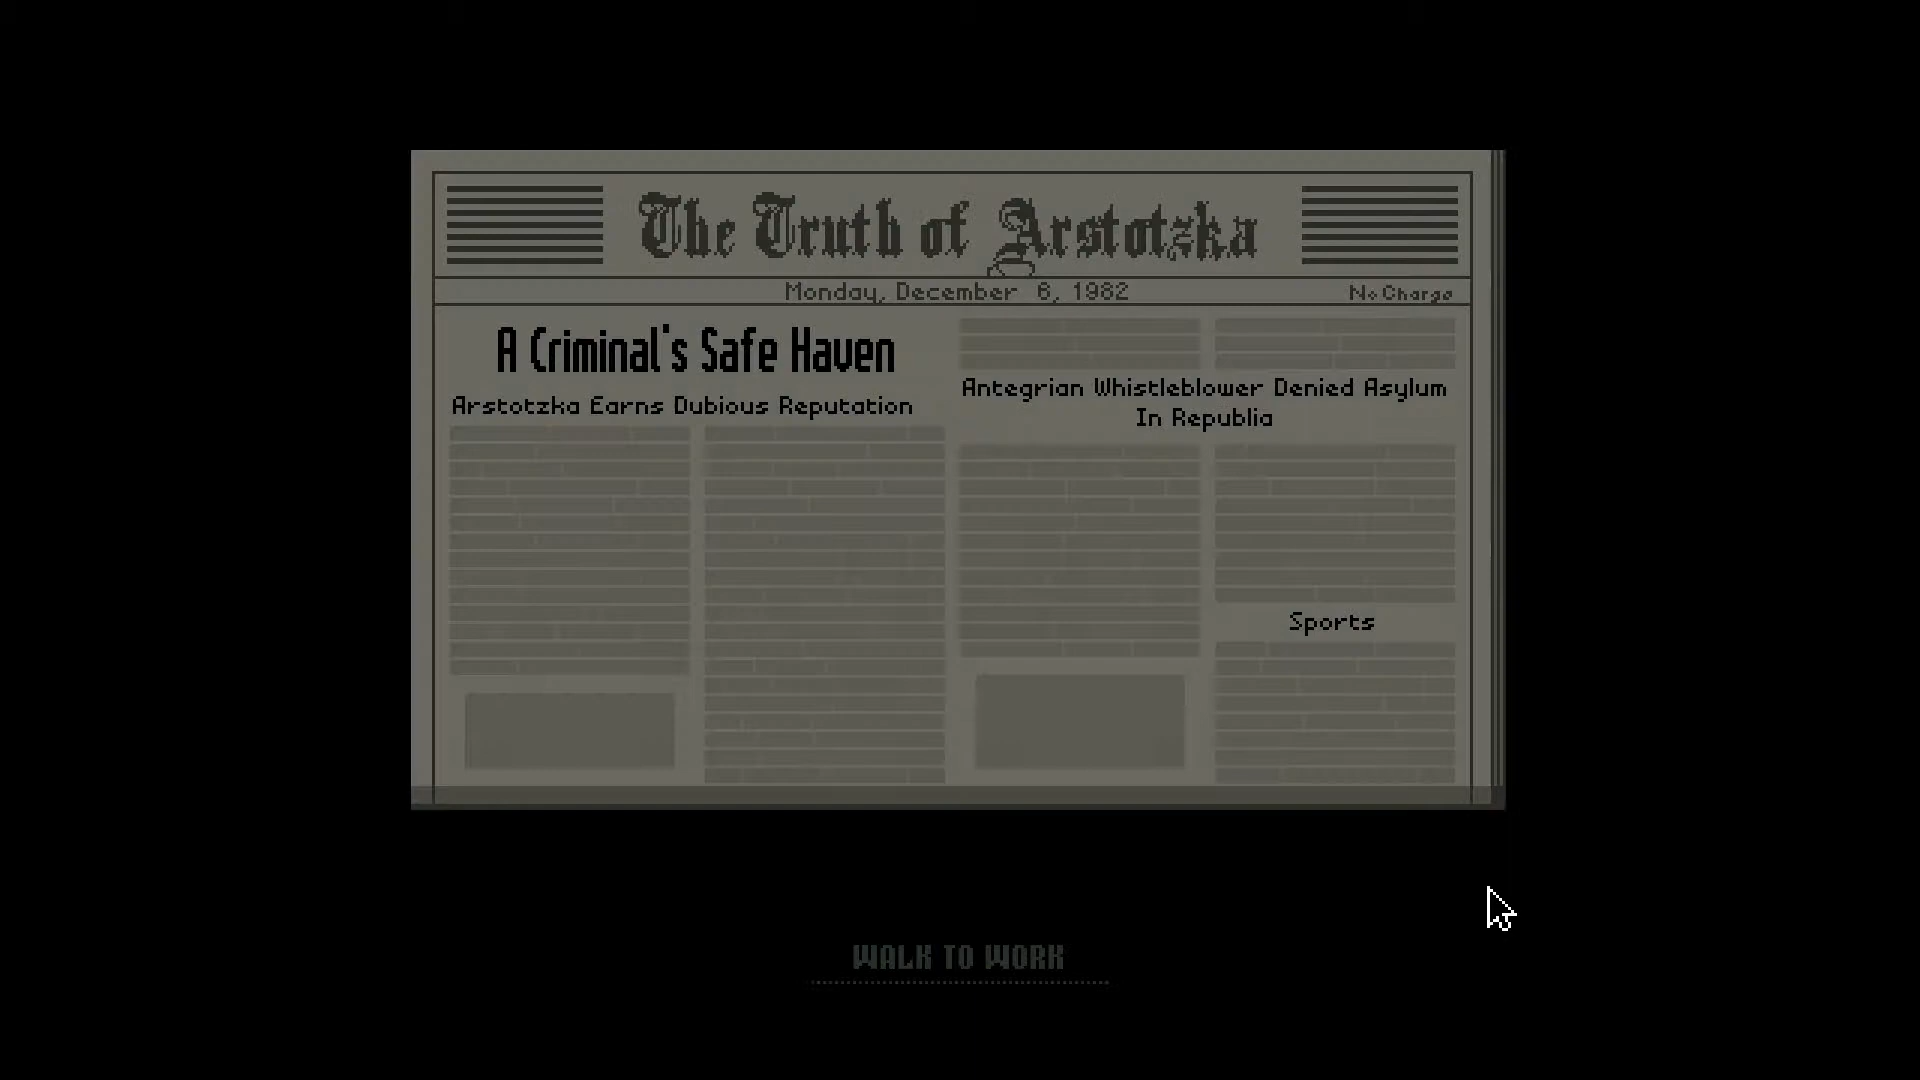 The Truth of Arstotzka
Monday, December 6, 1982
No Charge
A Criminal's Safe Haven
Arstotzka Earns Dubious Reputation
Antegrian Whistleblower Denied Asylum
In Republia
Sports
WALK TO WORK